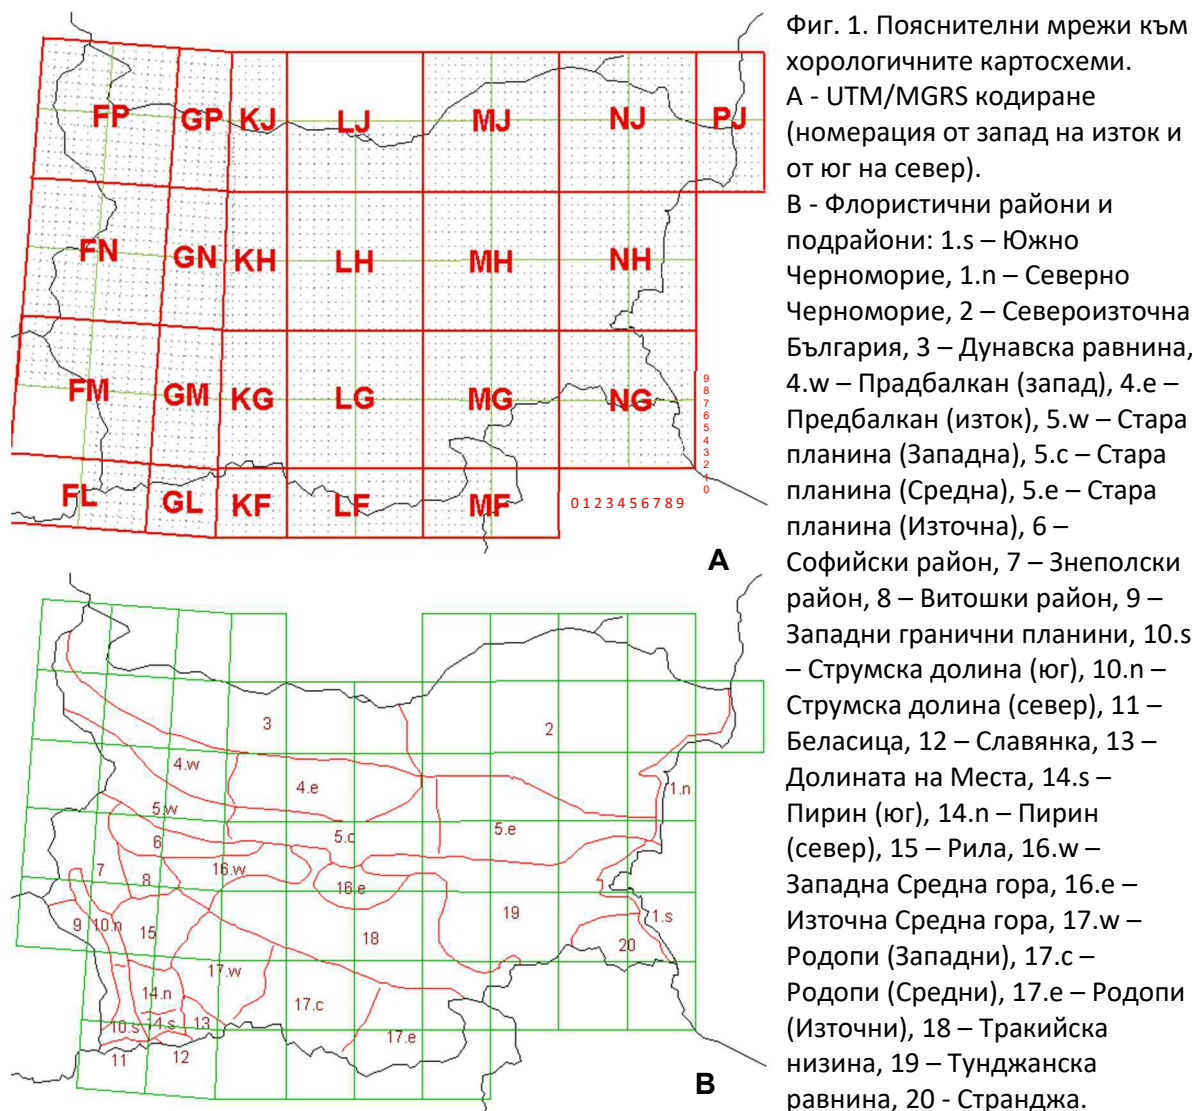 Фиг. 1. Пояснителни мрежи към
хорологичните картосхеми.
А - UTM/MGRS кодиране
(номерация от запад на изток и
от юг на север).
В - Флористични райони и
подрайони: 1.s – Южно
Черноморие, 1.n – Северно
Черноморие, 2 – Североизточна
България, 3 – Дунавска равнина,
4.w – Прадбалкан (запад), 4.e –
Предбалкан (изток), 5.w – Стара
планина (Западна), 5.c – Стара
планина (Средна), 5.e – Стара
планина (Източна), 6 –
Софийски район, 7 – Знеполски
район, 8 – Витошки район, 9 –
Западни гранични планини, 10.s
– Струмска долина (юг), 10.n –
Струмска долина (север), 11 –
Беласица, 12 – Славянка, 13 –
Долината на Места, 14.s –
Пирин (юг), 14.n – Пирин
(север), 15 – Рила, 16.w –
Западна Средна гора, 16.e –
Източна Средна гора, 17.w –
Родопи (Западни), 17.c –
Родопи (Средни), 17.e – Родопи
(Източни), 18 – Тракийска
низина, 19 – Тунджанска
равнина, 20 - Странджа.
FP GP KJ LJ MJ NJ PJ
FN GN KH LH MH NH
FM GM KG LG MG NG
FL GL KF LF MF
9
8
7
6
5
4
3
2
1
0
0 1 2 3 4 5 6 7 8 9
A
3 2
4.w 4.e 1.n
5.w 5.c 5.e
6
7 8 16.w 16.e
9 10.n 15 18 19 1.s
20
17.w
14.n 17.c
10.s 14.s 13 17.e
11 12
B